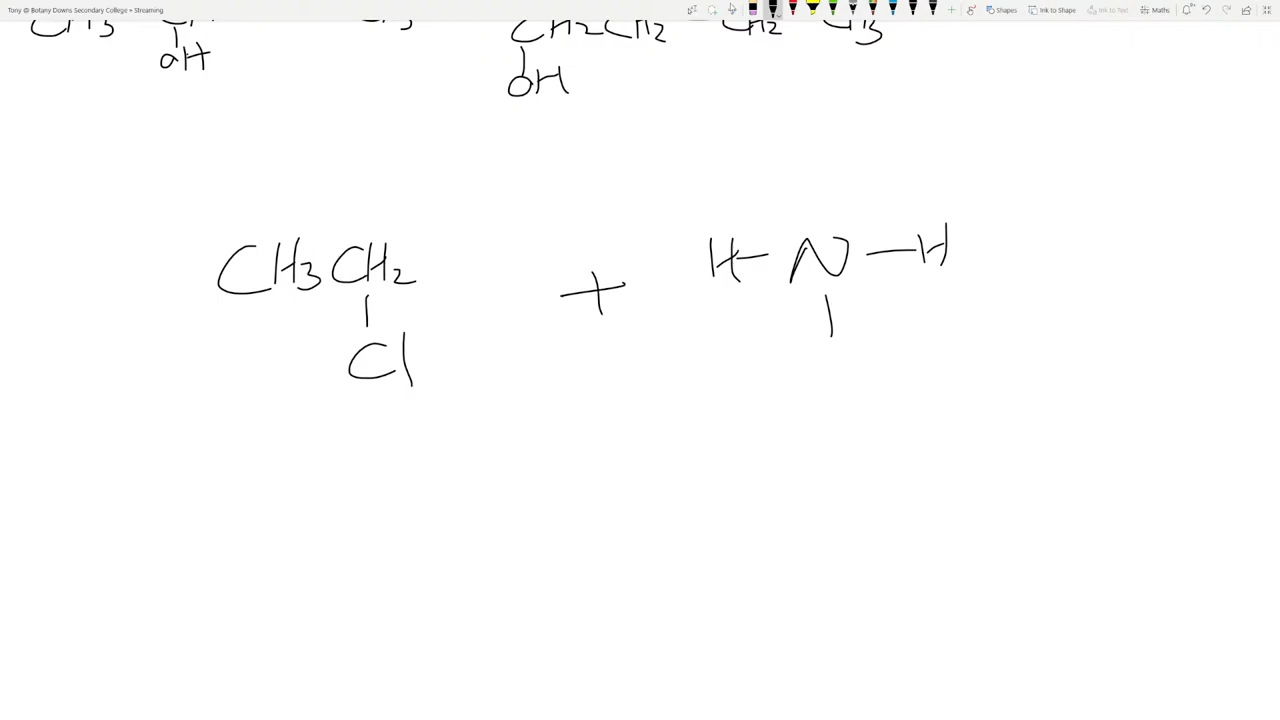 Tony @ Botany Downs Secondary College » Streaming
Shapes Ink to Shape Ink to Text Maths
CH3
OH
CH2CH2 CH2 CH3
OH
CH3CH2 + H-N-H
Cl